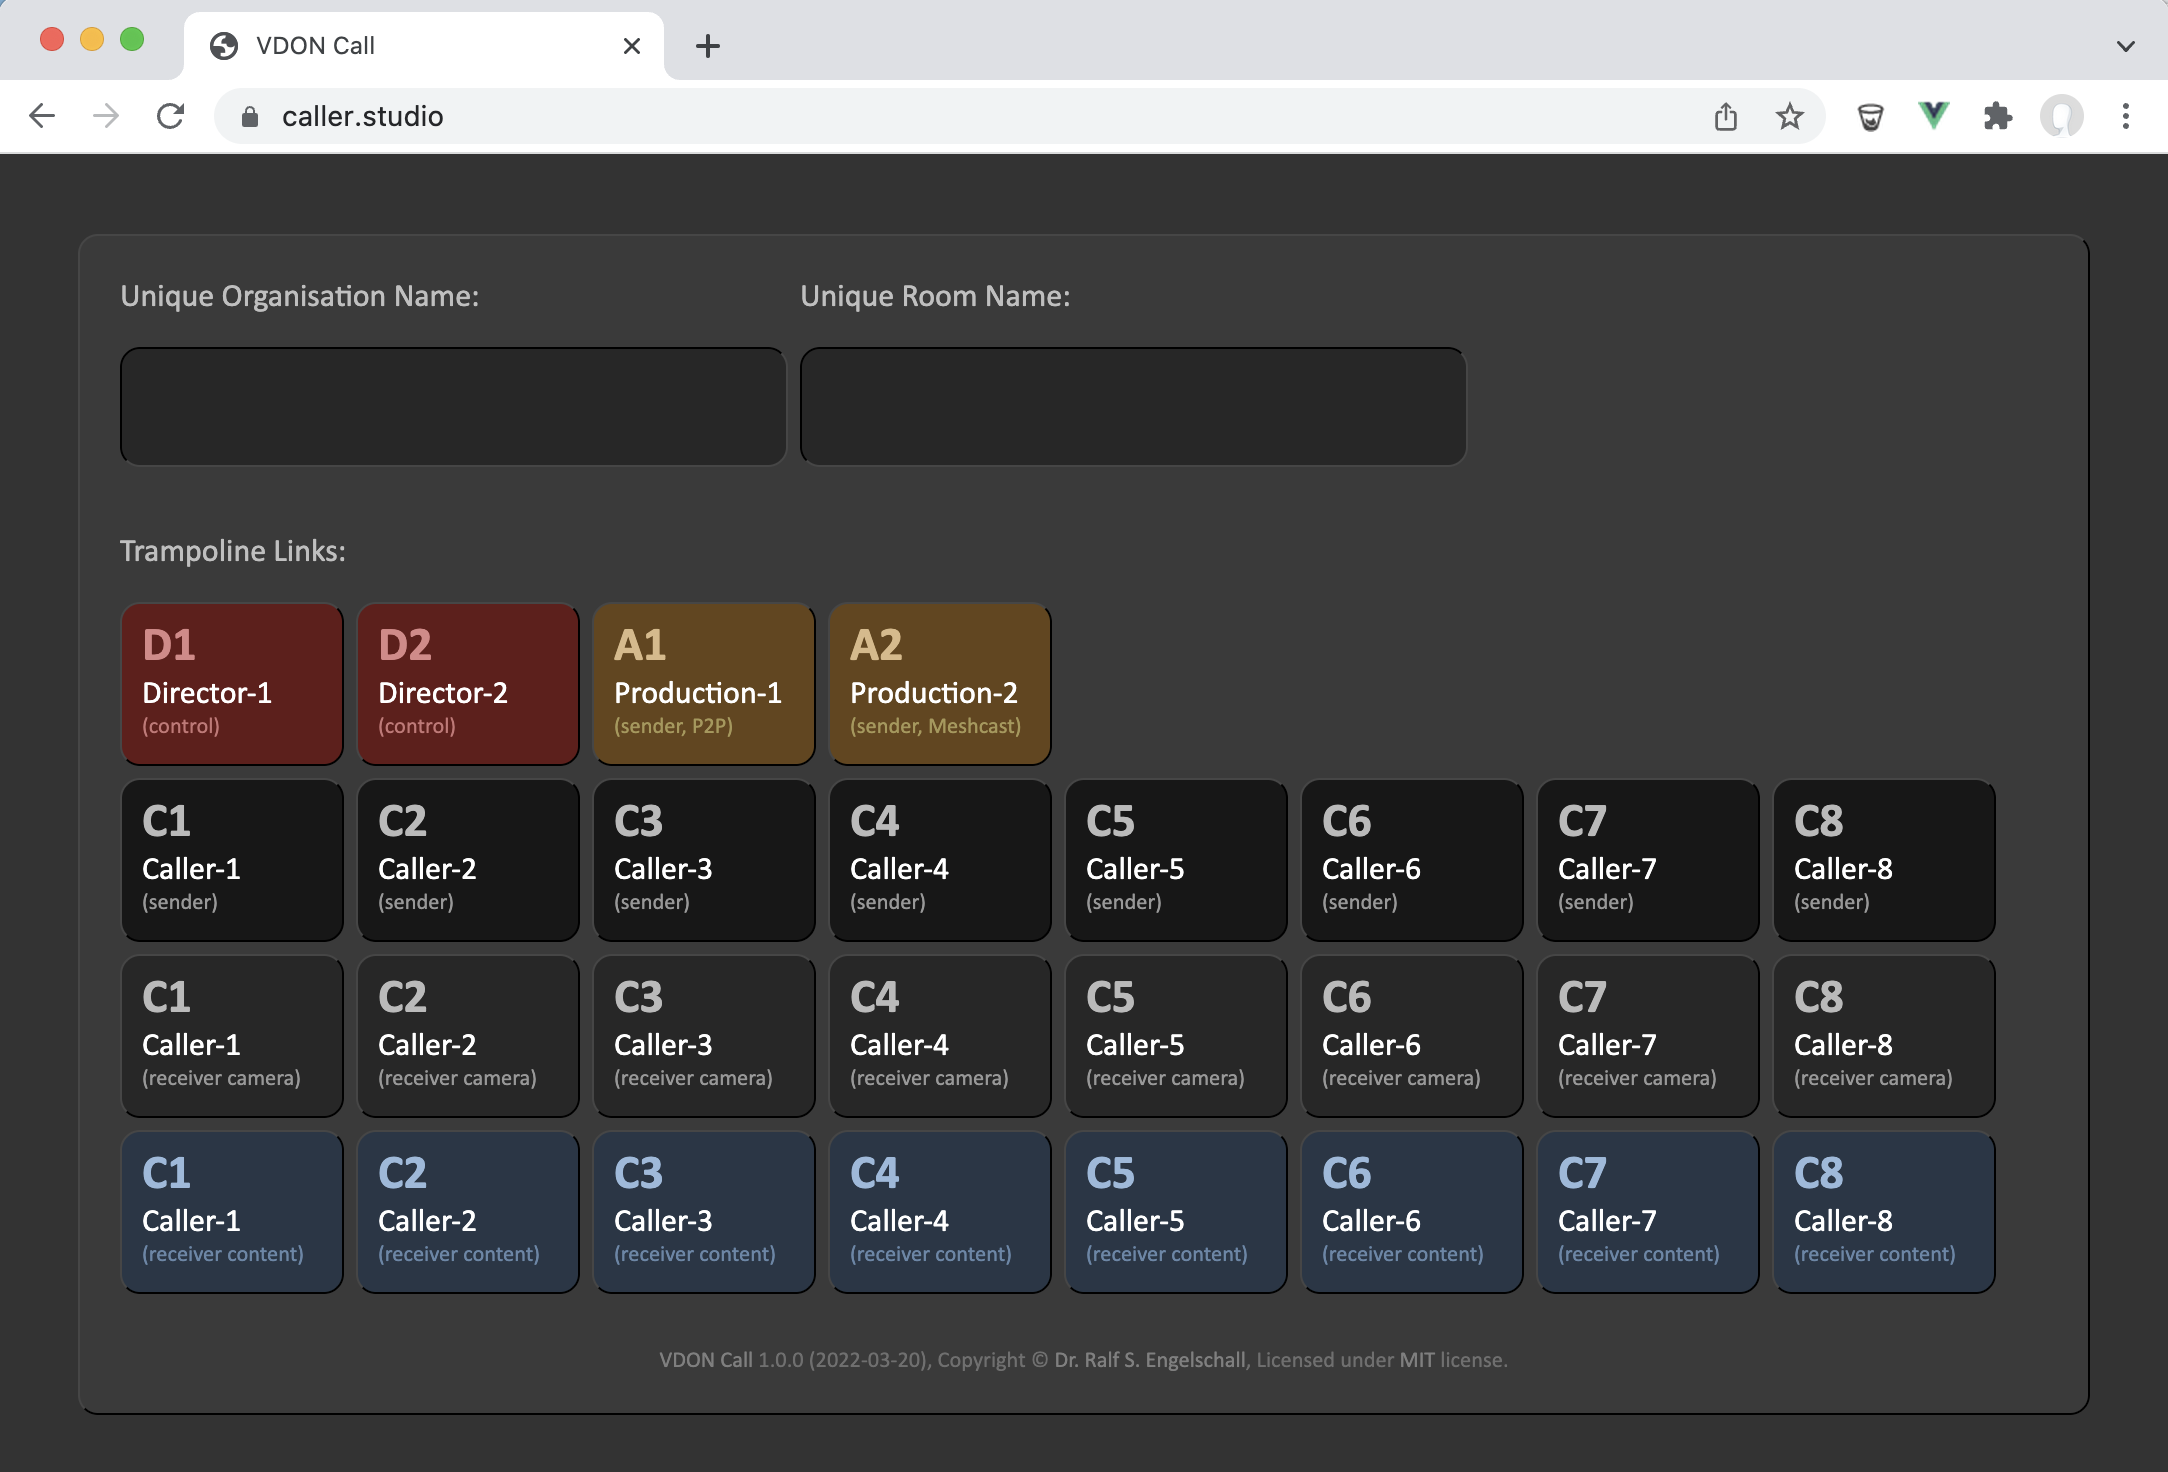 VDON Call
caller.studio
Unique Organisation Name: Unique Room Name:
Trampoline Links:
D1 D2 A1 A2
Director-1 Director-2 Production-1 Production-2
(control) (control) (sender, P2P) (sender, Meshcast)
C1 C2 C3 C4 C5 C6 C7 C8
Caller-1 Caller-2 Caller-3 Caller-4 Caller-5 Caller-6 Caller-7 Caller-8
(sender) (sender) (sender) (sender) (sender) (sender) (sender) (sender)
C1 C2 C3 C4 C5 C6 C7 C8
Caller-1 Caller-2 Caller-3 Caller-4 Caller-5 Caller-6 Caller-7 Caller-8
(receiver camera) (receiver camera) (receiver camera) (receiver camera) (receiver camera) (receiver camera) (receiver camera) (receiver camera)
C1 C2 C3 C4 C5 C6 C7 C8
Caller-1 Caller-2 Caller-3 Caller-4 Caller-5 Caller-6 Caller-7 Caller-8
(receiver content) (receiver content) (receiver content) (receiver content) (receiver content) (receiver content) (receiver content) (receiver content)
VDON Call 1.0.0 (2022-03-20), Copyright © Dr. Ralf S. Engelschall, Licensed under MIT license.